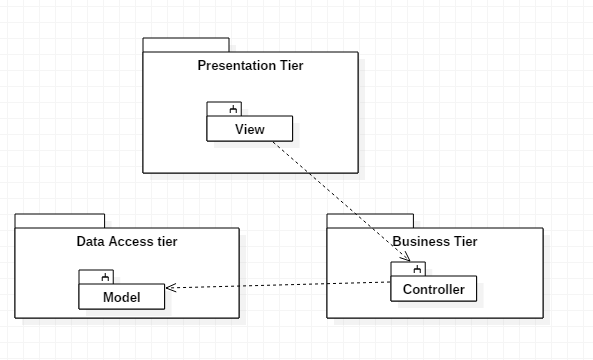 Presentation Tier
View
Data Access tier
Model
Business Tier
Controller